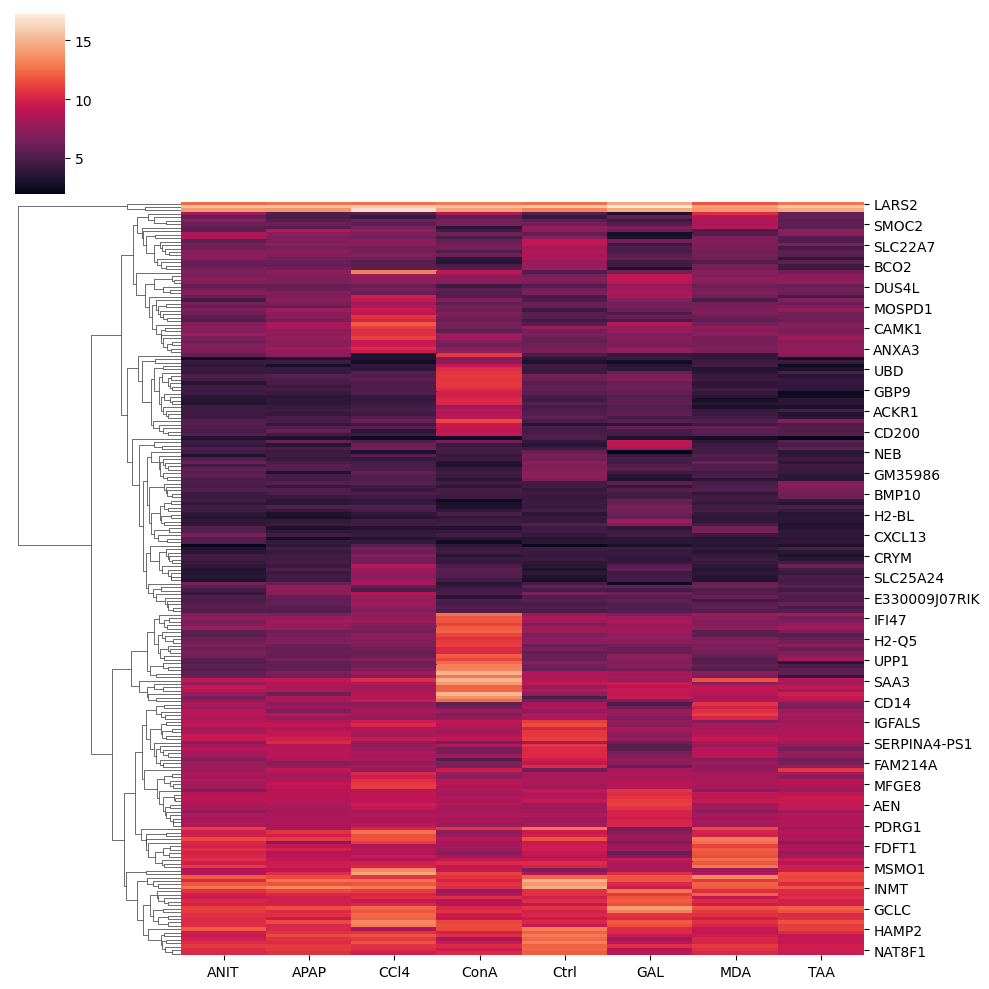 15
10
5
LARS2
SMOC2
SLC22A7
BCO2
DUS4L
MOSPD1
CAMK1
ANXA3
UBD
GBP9
ACKR1
CD200
NEB
GM35986
BMP10
H2-BL
CXCL13
CRYM
SLC25A24
E330009J07RIK
IFI47
H2-Q5
UPP1
SAA3
CD14
IGFALS
SERPINA4-PS1
FAM214A
MFGE8
AEN
PDRG1
FDFT1
MSMO1
INMT
GCLC
HAMP2
NAT8F1
ANIT APAP CCl4 ConA Ctrl GAL MDA TAA